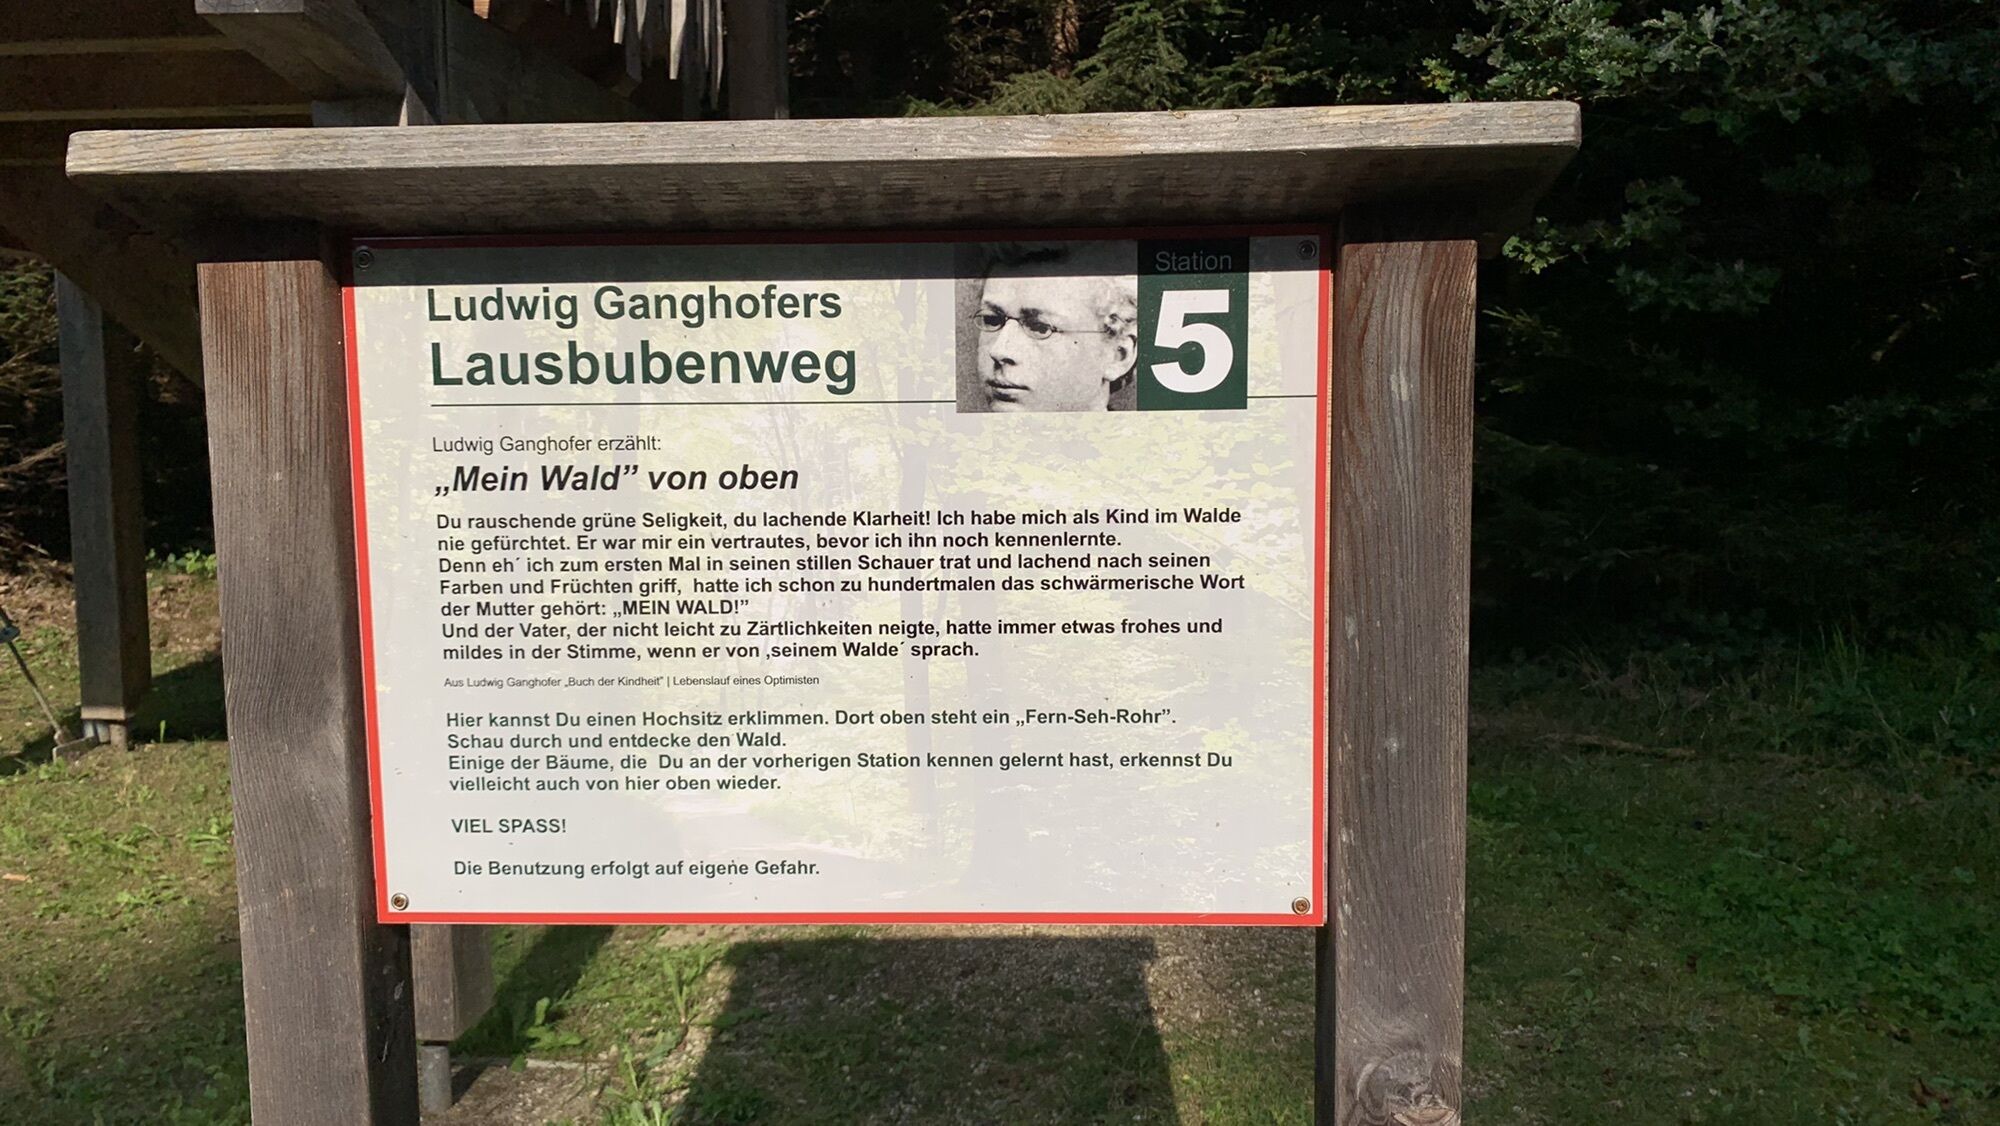 Station
5
Ludwig Ganghofers
Lausbubenweg
Ludwig Ganghofer erzählt:
„Mein Wald” von oben
Du rauschende grüne Seligkeit, du lachende Klarheit! Ich habe mich als Kind im Walde
nie gefürchtet. Er war mir ein vertrautes, bevor ich ihn noch kennenlernte.
Denn eh´ ich zum ersten Mal in seinen stillen Schauer trat und lachend nach seinen
Farben und Früchten griff,  hatte ich schon zu hundertmalen das schwärmerische Wort
der Mutter gehört: „MEIN WALD!”
Und der Vater, der nicht leicht zu Zärtlichkeiten neigte, hatte immer etwas frohes und
mildes in der Stimme, wenn er von ‚seinem Walde´ sprach.
Aus Ludwig Ganghofer „Buch der Kindheit” | Lebenslauf eines Optimisten
Hier kannst Du einen Hochsitz erklimmen. Dort oben steht ein „Fern-Seh-Rohr”.
Schau durch und entdecke den Wald.
Einige der Bäume, die  Du an der vorherigen Station kennen gelernt hast, erkennst Du
vielleicht auch von hier oben wieder.
VIEL SPASS!
Die Benutzung erfolgt auf eigene Gefahr.